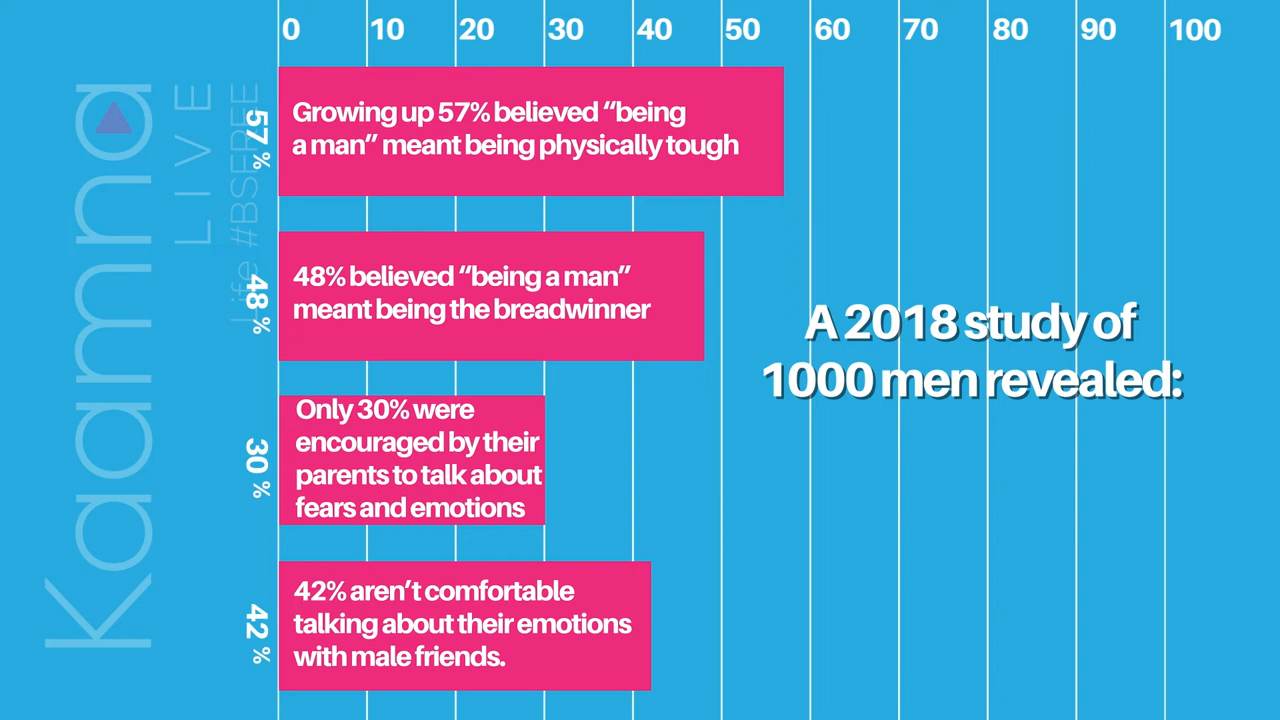 0 10 20 30 40 50 60 70 80 90 100
57 %
Growing up 57% believed “being
a man” meant being physically tough
48 %
48% believed “being a man”
meant being the breadwinner
30 %
Only 30% were
encouraged by their
parents to talk about
fears and emotions
42 %
42% aren’t comfortable
talking about their emotions
with male friends.
A 2018 study of
1000 men revealed:
Kaamna
LIVE
Life #BSEREE